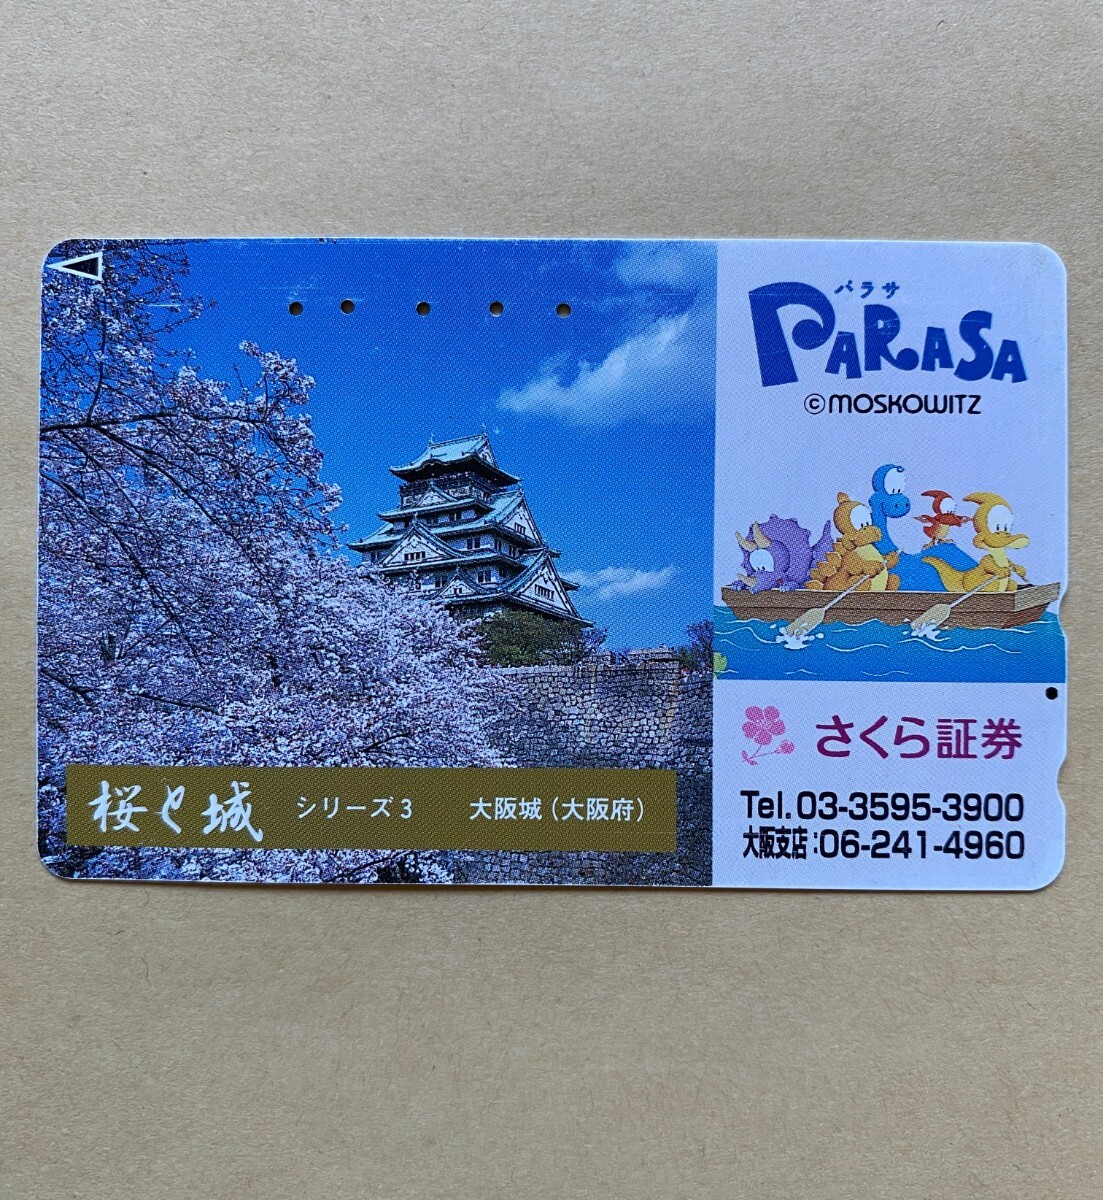 パラサ
PARASA
©MOSKOWITZ
さくら証券
Tel.03-3595-3900
大阪支店:06-241-4960
桜と城 シリーズ3 大阪城(大阪府)